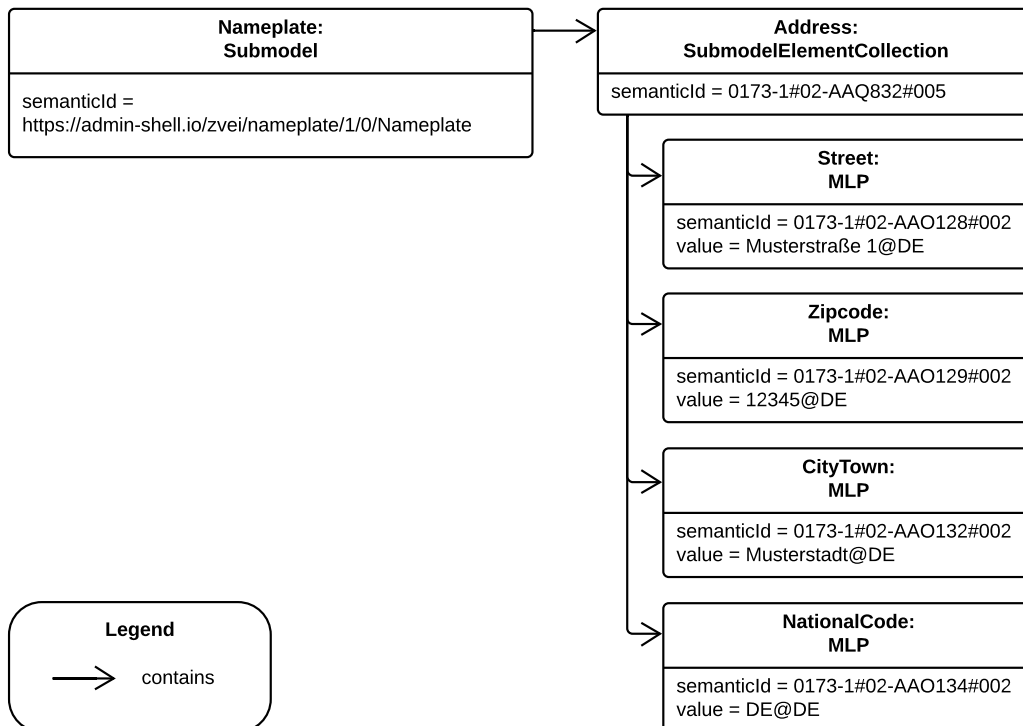 Nameplate:
Submodel
semanticId =
https://admin-shell.io/zvei/nameplate/1/0/Nameplate
Address:
SubmodelElementCollection
semanticId = 0173-1#02-AAQ832#005
Street:
MLP
semanticId = 0173-1#02-AAO128#002
value = Musterstraße 1@DE
Zipcode:
MLP
semanticId = 0173-1#02-AAO129#002
value = 12345@DE
CityTown:
MLP
semanticId = 0173-1#02-AAO132#002
value = Musterstadt@DE
NationalCode:
MLP
semanticId = 0173-1#02-AAO134#002
value = DE@DE
Legend
contains